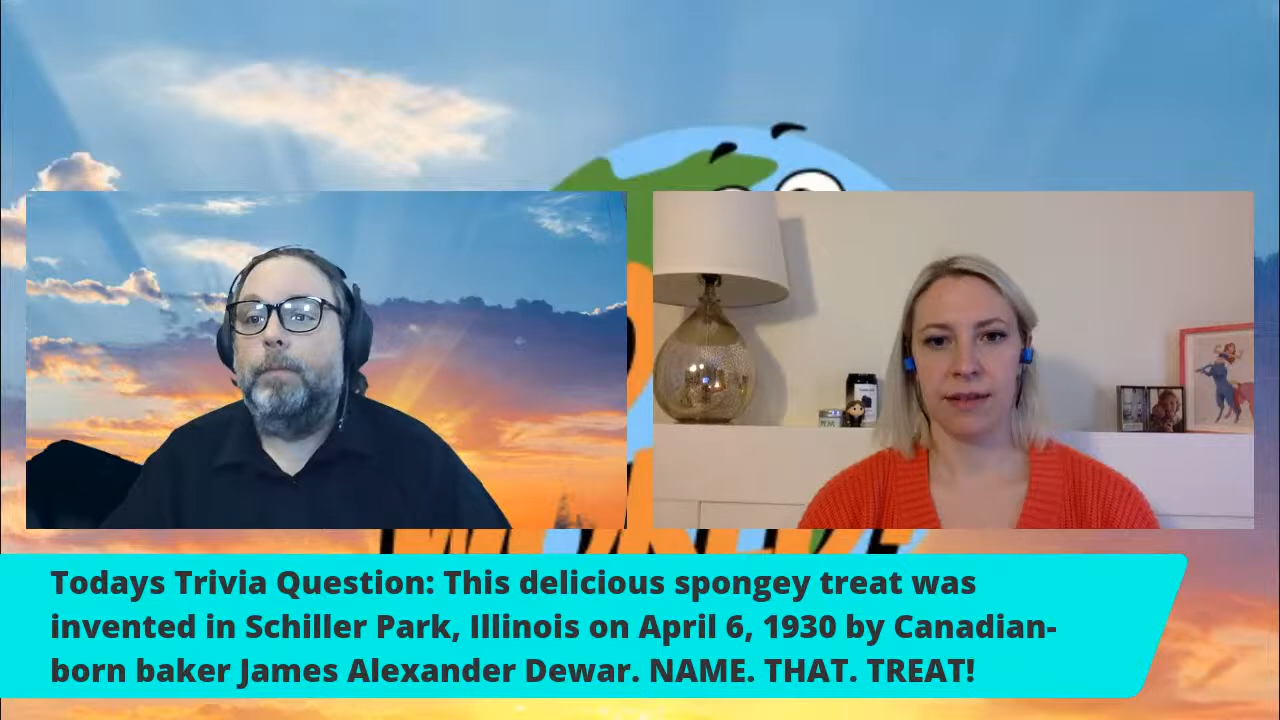 WORLD!
Todays Trivia Question: This delicious spongey treat was
invented in Schiller Park, Illinois on April 6, 1930 by Canadian-
born baker James Alexander Dewar. NAME. THAT. TREAT!